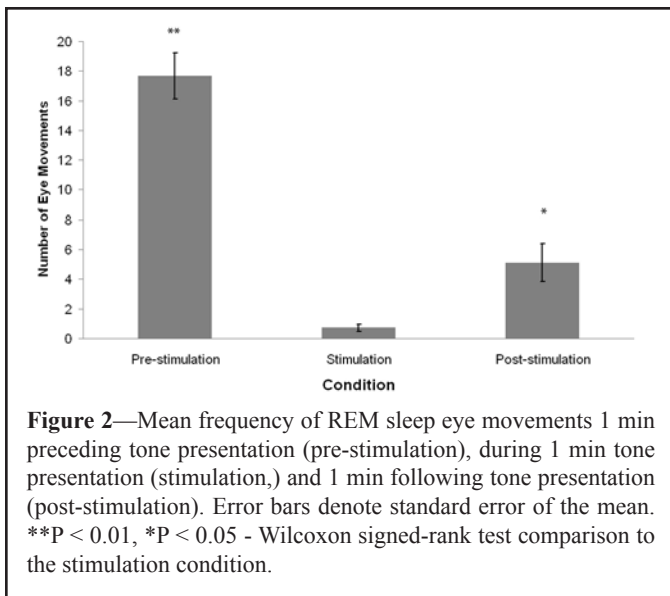 20
**
18
16
14
12
10
8
*
6
4
2
0
Number of Eye Movements
Pre-stimulation Stimulation Post-stimulation
Condition
Figure 2—Mean frequency of REM sleep eye movements 1 min
preceding tone presentation (pre-stimulation), during 1 min tone
presentation (stimulation,) and 1 min following tone presentation
(post-stimulation). Error bars denote standard error of the mean.
**P < 0.01, *P < 0.05 - Wilcoxon signed-rank test comparison to
the stimulation condition.